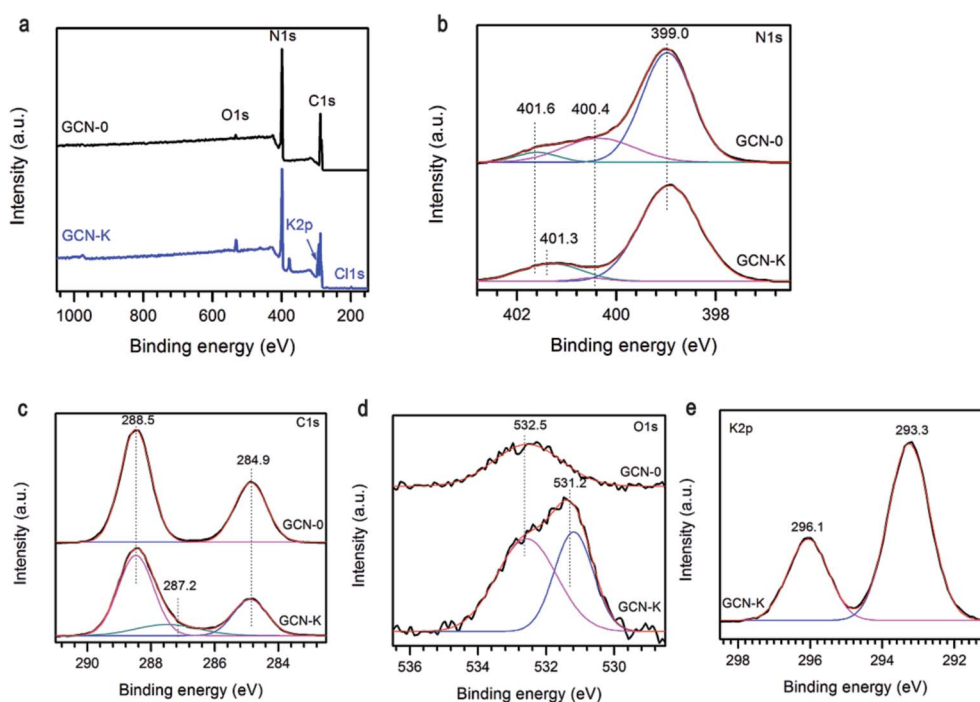 a
N1s
O1s
C1s
GCN-0
K2p
GCN-K
Cl1s
Intensity (a.u.)
1000 800 600 400 200
Binding energy (eV)
b
399.0
N1s
401.6
400.4
GCN-0
401.3
GCN-K
Intensity (a.u.)
402 400 398
Binding energy (eV)
c
288.5
C1s
284.9
GCN-0
287.2
GCN-K
Intensity (a.u.)
290 288 286 284
Binding energy (eV)
d
532.5
O1s
GCN-0
531.2
GCN-K
Intensity (a.u.)
536 534 532 530
Binding energy (eV)
e
K2p
293.3
296.1
GCN-K
Intensity (a.u.)
298 296 294 292
Binding energy (eV)